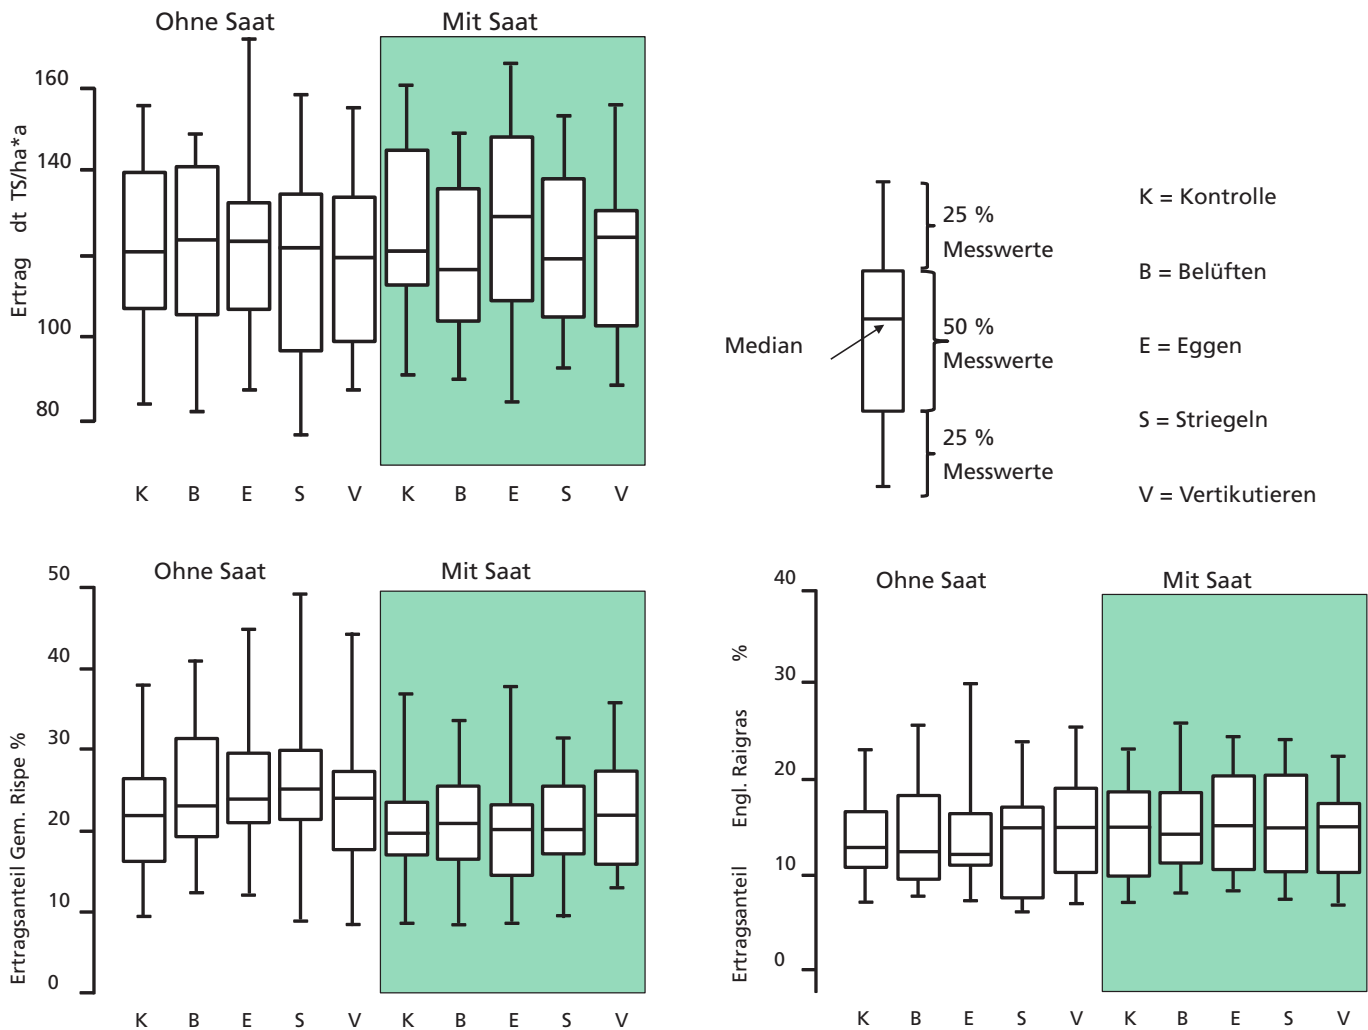 Ohne Saat
Mit Saat
Ertrag dt TS/ha*a
160
140
100
80
K B E S V K B E S V
25 %
Messwerte
50 %
Messwerte
25 %
Messwerte
Median
K = Kontrolle
B = Belüften
E = Eggen
S = Striegeln
V = Vertikutieren
Ohne Saat
Mit Saat
Ertragsanteil Gem. Rispe %
50
40
30
20
10
0
K B E S V K B E S V
Ohne Saat
Mit Saat
Ertragsanteil Engl. Raigras %
40
30
20
10
0
K B E S V K B E S V